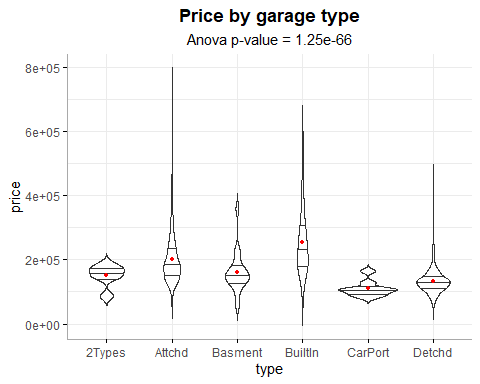 Price by garage type
Anova p-value = 1.25e-66
8e+05
6e+05
4e+05
2e+05
0e+00
price
2Types Attchd Basment BuiltIn CarPort Detchd
type